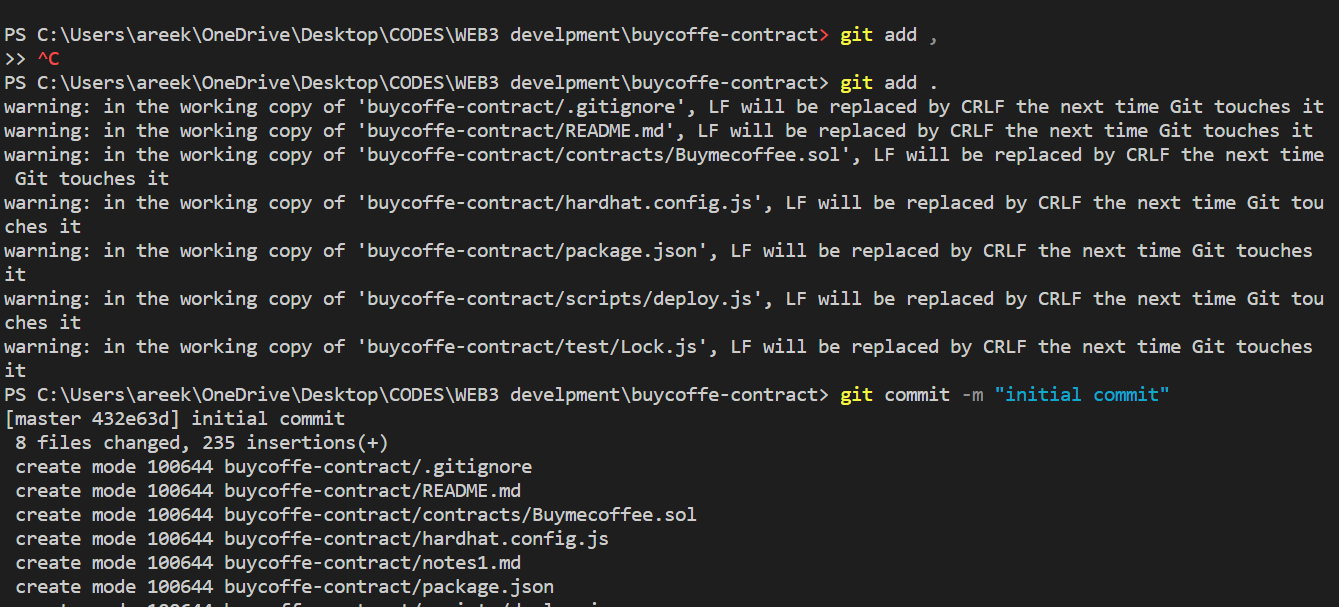 PS C:\Users\areek\OneDrive\Desktop\CODES\WEB3 develpment\buycoffe-contract> git add ,
>> ^C
PS C:\Users\areek\OneDrive\Desktop\CODES\WEB3 develpment\buycoffe-contract> git add .
warning: in the working copy of 'buycoffe-contract/.gitignore', LF will be replaced by CRLF the next time Git touches it
warning: in the working copy of 'buycoffe-contract/README.md', LF will be replaced by CRLF the next time Git touches it
warning: in the working copy of 'buycoffe-contract/contracts/Buymecoffee.sol', LF will be replaced by CRLF the next time
 Git touches it
warning: in the working copy of 'buycoffe-contract/hardhat.config.js', LF will be replaced by CRLF the next time Git tou
ches it
warning: in the working copy of 'buycoffe-contract/package.json', LF will be replaced by CRLF the next time Git touches
it
warning: in the working copy of 'buycoffe-contract/scripts/deploy.js', LF will be replaced by CRLF the next time Git tou
ches it
warning: in the working copy of 'buycoffe-contract/test/Lock.js', LF will be replaced by CRLF the next time Git touches
it
PS C:\Users\areek\OneDrive\Desktop\CODES\WEB3 develpment\buycoffe-contract> git commit -m "initial commit"
[master 432e63d] initial commit
 8 files changed, 235 insertions(+)
 create mode 100644 buycoffe-contract/.gitignore
 create mode 100644 buycoffe-contract/README.md
 create mode 100644 buycoffe-contract/contracts/Buymecoffee.sol
 create mode 100644 buycoffe-contract/hardhat.config.js
 create mode 100644 buycoffe-contract/notes1.md
 create mode 100644 buycoffe-contract/package.json